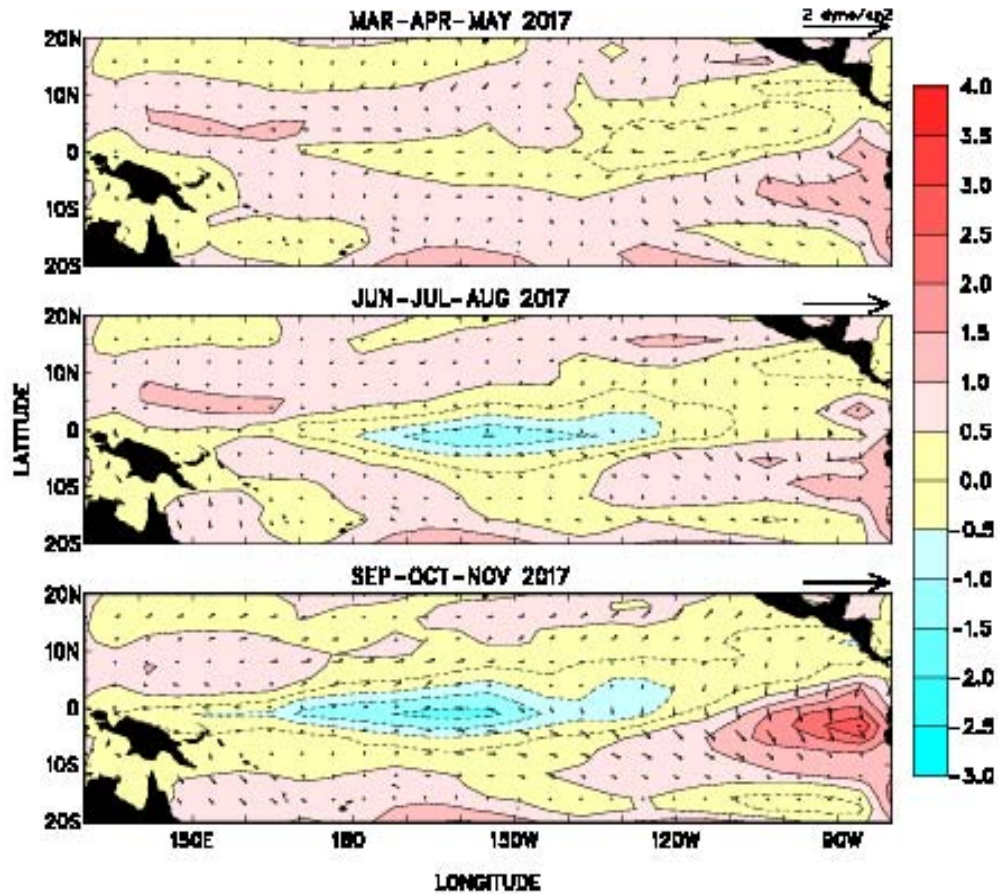 MAR-APR-MAY 2017
2 dyne/cm2
20N
10N
0
10S
20S
JUN-JUL-AUG 2017
20N
10N
0
10S
20S
SEP-OCT-NOV 2017
20N
10N
0
10S
20S
150E 180 150W 120W 90W
LONGITUDE
LATITUDE
4.0
3.5
3.0
2.5
2.0
1.5
1.0
0.5
0.0
-0.5
-1.0
-1.5
-2.0
-2.5
-3.0